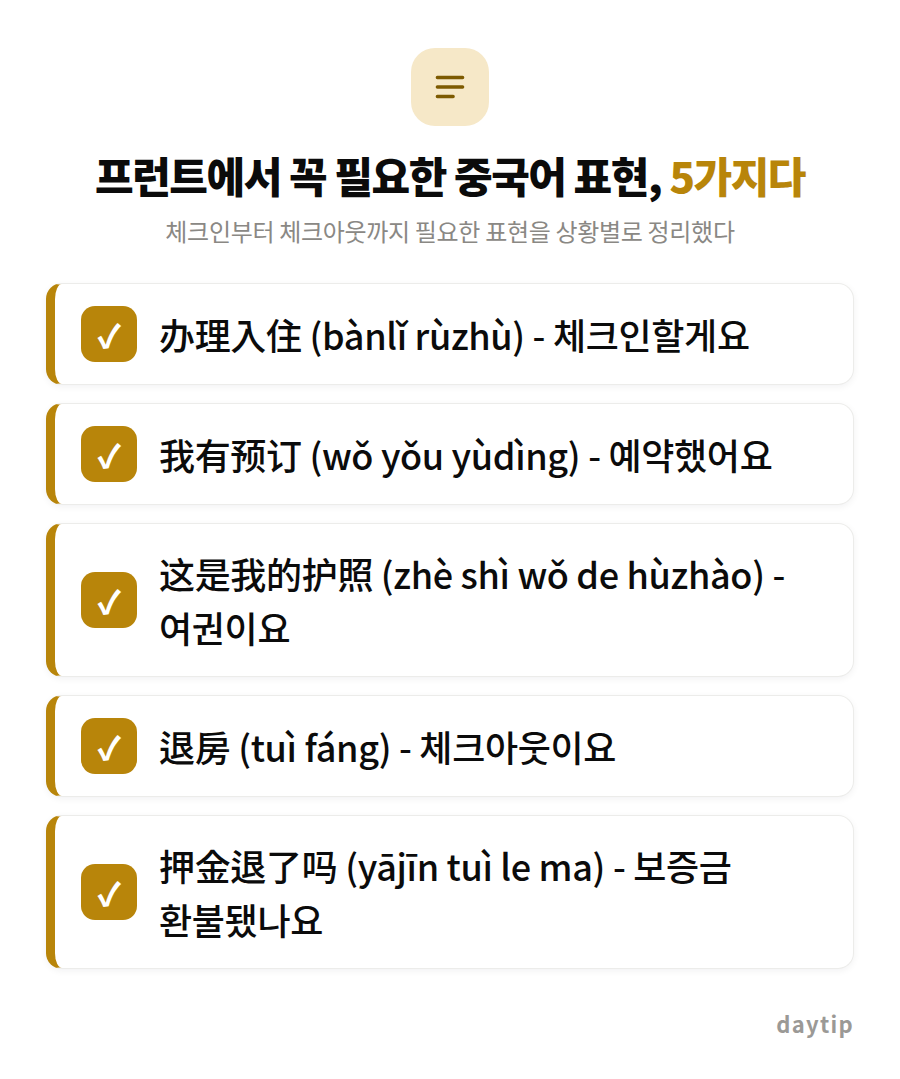 프런트에서 꼭 필요한 중국어 표현, 5가지다
체크인부터 체크아웃까지 필요한 표현을 상황별로 정리했다
办理入住 (bànlǐ rùzhù) - 체크인할게요
我有预订 (wǒ yǒu yùdìng) - 예약했어요
这是我的护照 (zhè shì wǒ de hùzhào) -
여권이요
退房 (tuì fáng) - 체크아웃이요
押金退了吗 (yājīn tuì le ma) - 보증금
환불됐나요
daytip